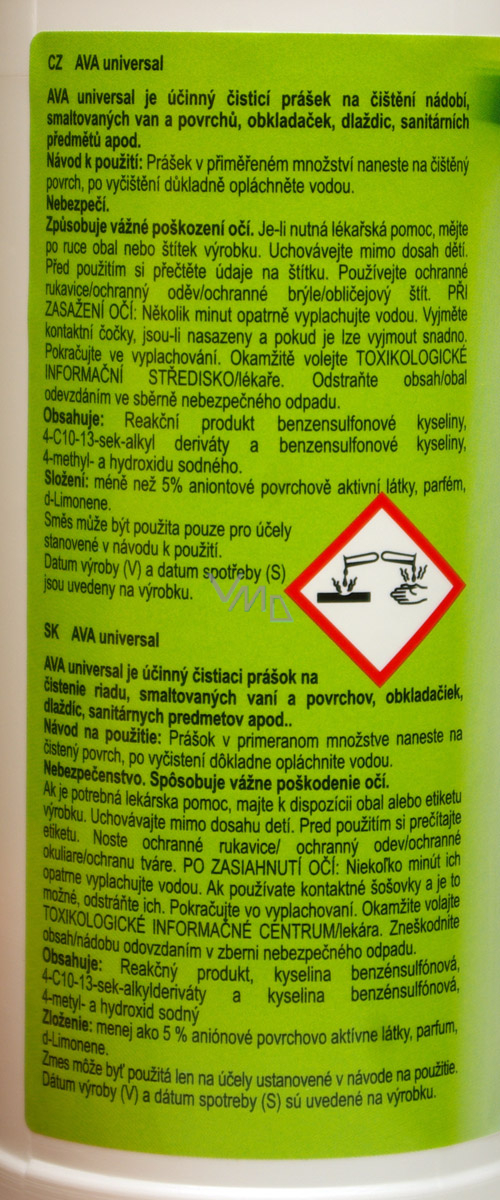 CZ AVA universal
AVA universal je účinný čisticí prášek na čištění nádobí,
smaltovaných van a povrchů, obkladaček, dlaždic, sanitárních
předmětů apod.
Návod k použití: Prášek v přiměřeném množství naneste na čištěný
povrch, po vyčištění důkladně opláchněte vodou.
Nebezpečí.
Způsobuje vážné poškození očí. Je-li nutná lékařská pomoc, mějte
po ruce obal nebo štítek výrobku. Uchovávejte mimo dosah dětí.
Před použitím si přečtěte údaje na štítku. Používejte ochranné
rukavice/ochranný oděv/ochranné brýle/obličejový štít. PŘI
ZASAŽENÍ OČÍ: Několik minut opatrně vyplachujte vodou. Vyjměte
kontaktní čočky, jsou-li nasazeny a pokud je lze vyjmout snadno.
Pokračujte ve vyplachování. Okamžitě volejte TOXIKOLOGICKÉ
INFORMAČNÍ STŘEDISKO/lékaře. Odstraňte obsah/obal
odevzdáním ve sběrně nebezpečného odpadu.
Obsahuje: Reakční produkt benzensulfonové kyseliny,
4-C10-13-sek-alkyl deriváty a benzensulfonové kyseliny,
4-methyl- a hydroxidu sodného.
Složení: méně než 5% aniontové povrchově aktivní látky, parfém,
d-Limonene.
Směs může být použita pouze pro účely
stanovené v návodu k použití.
Datum výroby (V) a datum spotřeby (S)
jsou uvedeny na výrobku.
VMD
SK AVA universal
AVA universal je účinný čistiaci prášok na
čistenie riadu, smaltovaných vaní a povrchov, obkladačiek,
dlaždíc, sanitárnych predmetov apod..
Návod na použitie: Prášok v primeranom množstve naneste na
čistený povrch, po vyčistení dôkladne opláchnite vodou.
Nebezpečenstvo. Spôsobuje vážne poškodenie očí.
Ak je potrebná lekárska pomoc, majte k dispozícii obal alebo etiketu
výrobku. Uchovávajte mimo dosahu detí. Pred použitím si prečítajte
etiketu. Noste ochranné rukavice/ ochranný odev/ochranné
okuliare/ochranu tváre. PO ZASIAHNUTÍ OČÍ: Niekoľko minút ich
opatrne vyplachujte vodou. Ak používate kontaktné šošovky a je to
možné, odstráňte ich. Pokračujte vo vyplachovaní. Okamžite volajte
TOXIKOLOGICKÉ INFORMAČNÉ CENTRUM/lekára. Zneškodnite
obsah/nádobu odovzdaním v zberni nebezpečného odpadu.
Obsahuje: Reakčný produkt, kyselina benzénsulfónová,
4-C10-13-sek-alkylderiváty a kyselina benzénsulfónová,
4-metyl- a hydroxid sodný
Zloženie: menej ako 5 % aniónové povrchovo aktívne látky, parfum,
d-Limonene.
Zmes môže byť použitá len na účely ustanovené v návode na použitie.
Dátum výroby (V) a dátum spotreby (S) sú uvedené na výrobku.